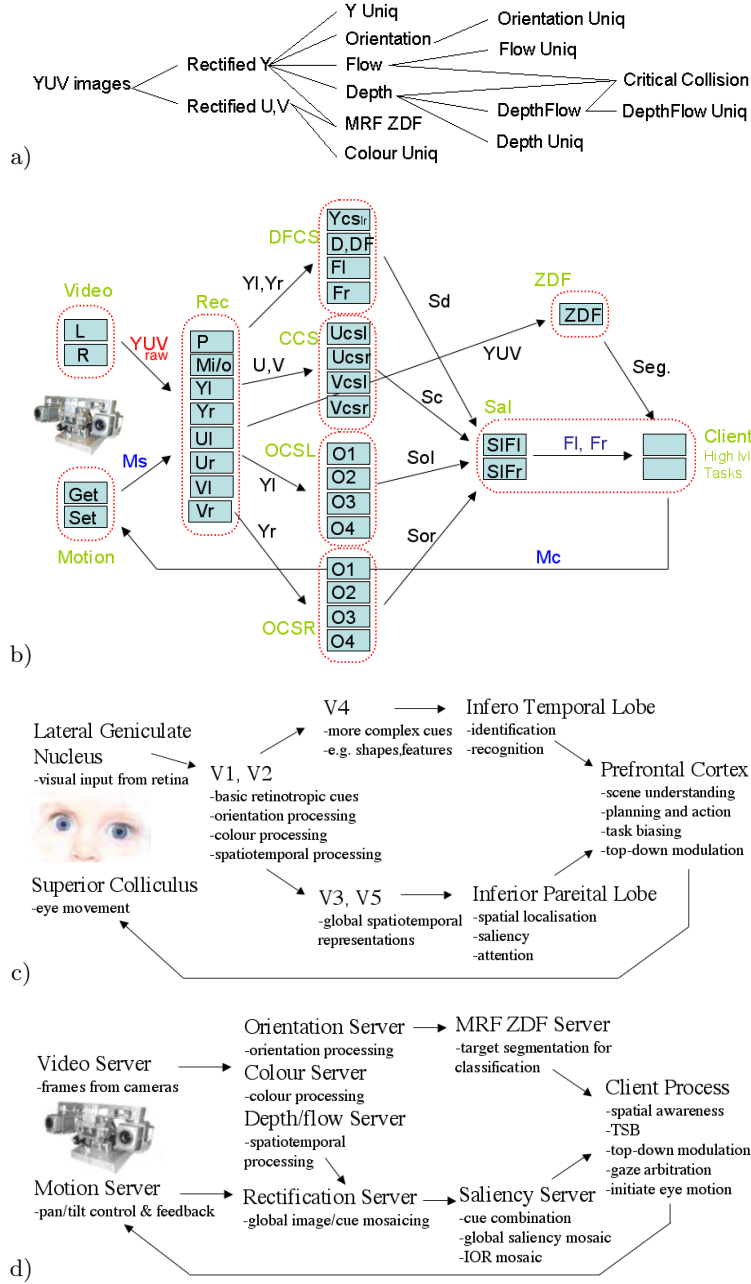 Y Uniq
Orientation
Orientation Uniq
Rectified Y
Flow
Flow Uniq
YUV images
Depth
Critical Collision
Rectified U,V
DepthFlow
DepthFlow Uniq
MRF ZDF
Depth Uniq
Colour Uniq
a)
DFCS
Ycslr
D,DF
Fl
Fr
Video
L
R
YUV
raw
Rec
P
Mi/o
Yl
Yr
Ul
Ur
Vl
Vr
Yl,Yr
U,V
Yl
Yr
CCS
Ucsl
Ucsr
Vcsl
Vcsr
OCSL
O1
O2
O3
O4
OCSR
O1
O2
O3
O4
Ms
Get
Set
Motion
Sd
YUV
Sc
Sol
Sor
ZDF
ZDF
Seg.
Sal
SIFl
SIFr
Fl, Fr
Client
High lvl
Tasks
Mc
b)
Lateral Geniculate
Nucleus
-visual input from retina
V1, V2
-basic retinotropic cues
-orientation processing
-colour processing
-spatiotemporal processing
V4
-more complex cues
-e.g. shapes,features
Infero Temporal Lobe
-identification
-recognition
Prefrontal Cortex
-scene understanding
-planning and action
-task biasing
-top-down modulation
Superior Colliculus
-eye movement
V3, V5
-global spatiotemporal
representations
Inferior Pareital Lobe
-spatial localisation
-saliency
-attention
c)
Video Server
-frames from cameras
Orientation Server
-orientation processing
Colour Server
-colour processing
Depth/flow Server
-spatiotemporal
processing
MRF ZDF Server
-target segmentation for
classification
Client Process
-spatial awareness
-TSB
-top-down modulation
-gaze arbitration
-initiate eye motion
Motion Server
-pan/tilt control & feedback
Rectification Server
-global image/cue mosaicing
Saliency Server
-cue combination
-global saliency mosaic
-IOR mosaic
d)